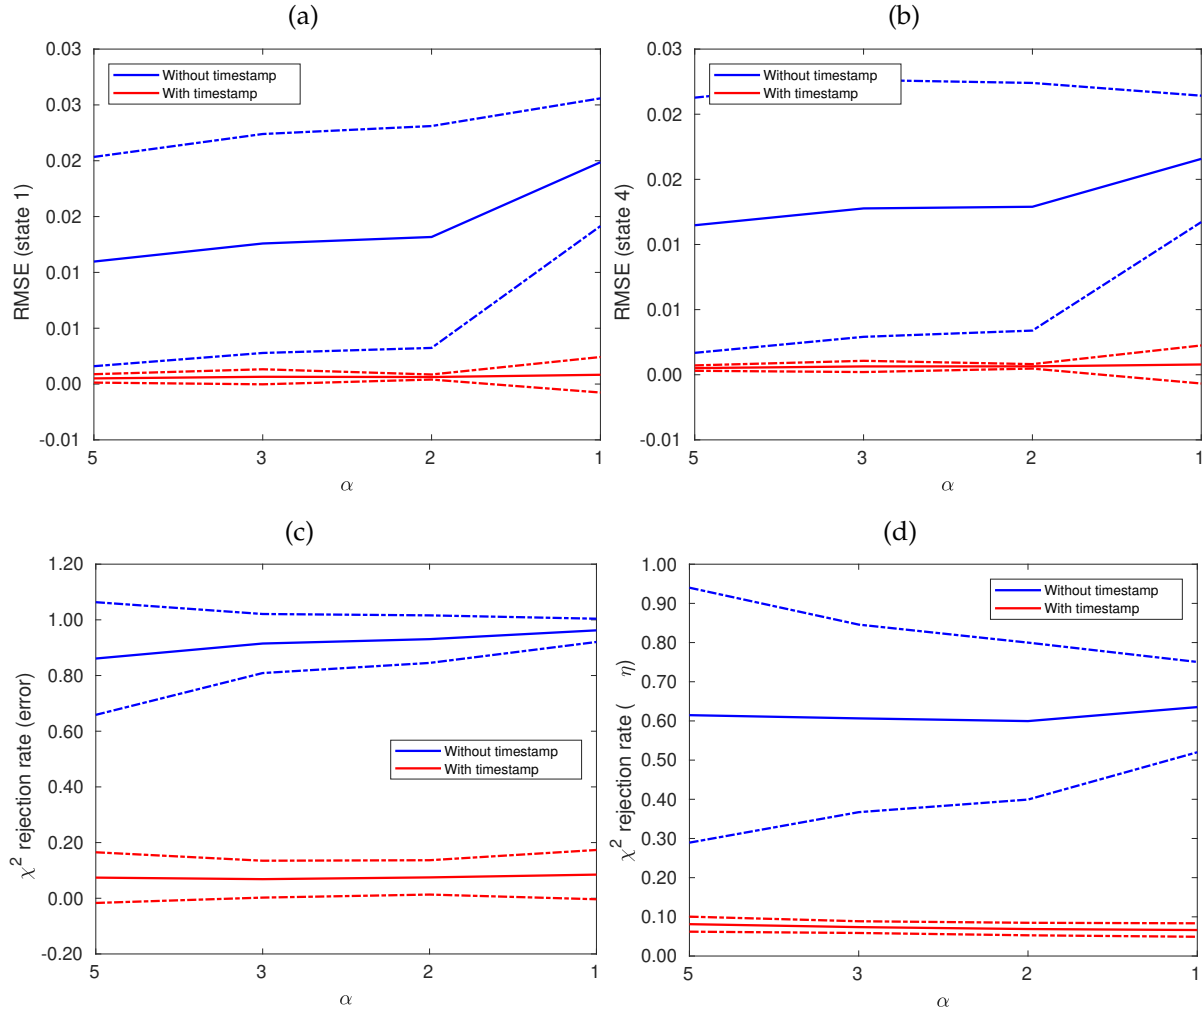 (a)
0.03
0.03
0.02
0.02
0.01
0.01
0.00
-0.01
RMSE (state 1)
Without timestamp
With timestamp
5
3
2
1
α
(b)
0.03
0.02
0.02
0.01
0.01
0.00
-0.01
RMSE (state 4)
Without timestamp
With timestamp
5
3
2
1
α
(c)
1.20
1.00
0.80
0.60
0.40
0.20
0.00
-0.20
χ² rejection rate (error)
Without timestamp
With timestamp
5
3
2
1
α
(d)
1.00
0.90
0.80
0.70
0.60
0.50
0.40
0.30
0.20
0.10
0.00
χ² rejection rate ( η)
Without timestamp
With timestamp
5
3
2
1
α